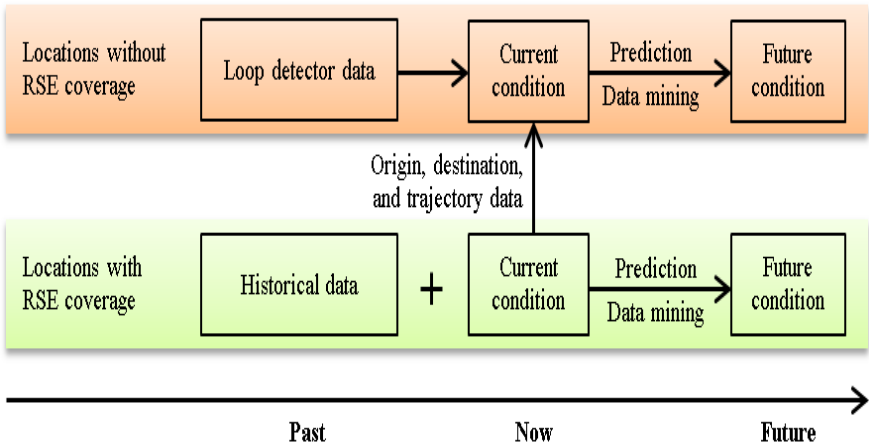 Locations without
RSE coverage
Loop detector data
Current
condition
Prediction
Data mining
Future
condition
Origin, destination,
and trajectory data
Locations with
RSE coverage
Historical data
+
Current
condition
Prediction
Data mining
Future
condition
Past
Now
Future